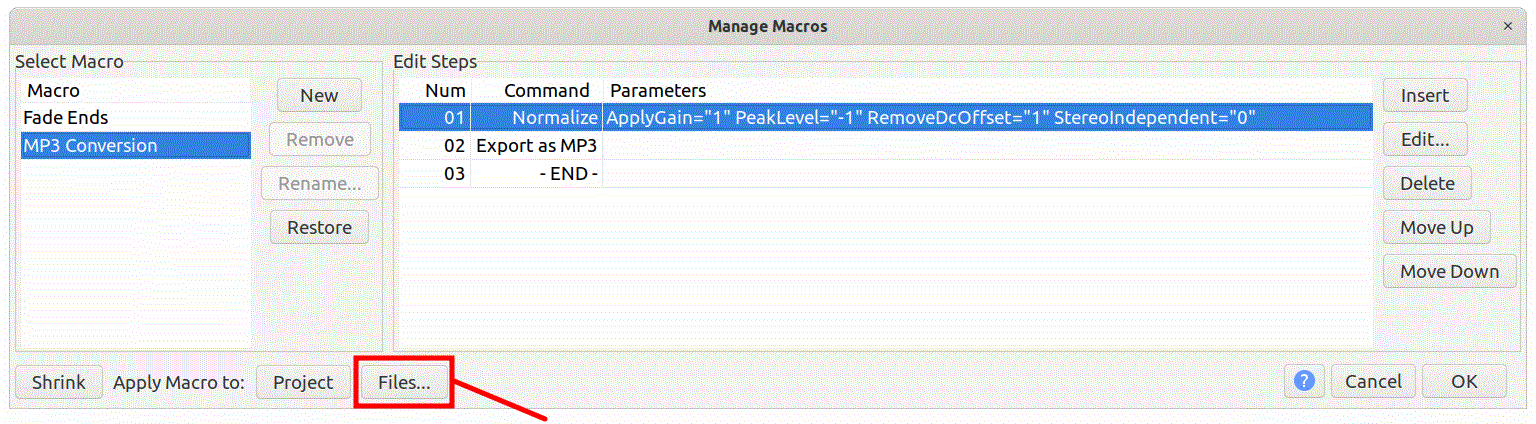 Manage Macros ×
Select Macro
Macro
Fade Ends
MP3 Conversion
New
Remove
Rename...
Restore
Edit Steps
Num Command Parameters
01 Normalize ApplyGain="1" PeakLevel="-1" RemoveDcOffset="1" StereoIndependent="0"
02 Export as MP3
03 - END -
Insert
Edit...
Delete
Move Up
Move Down
Shrink Apply Macro to: Project Files... ? Cancel OK